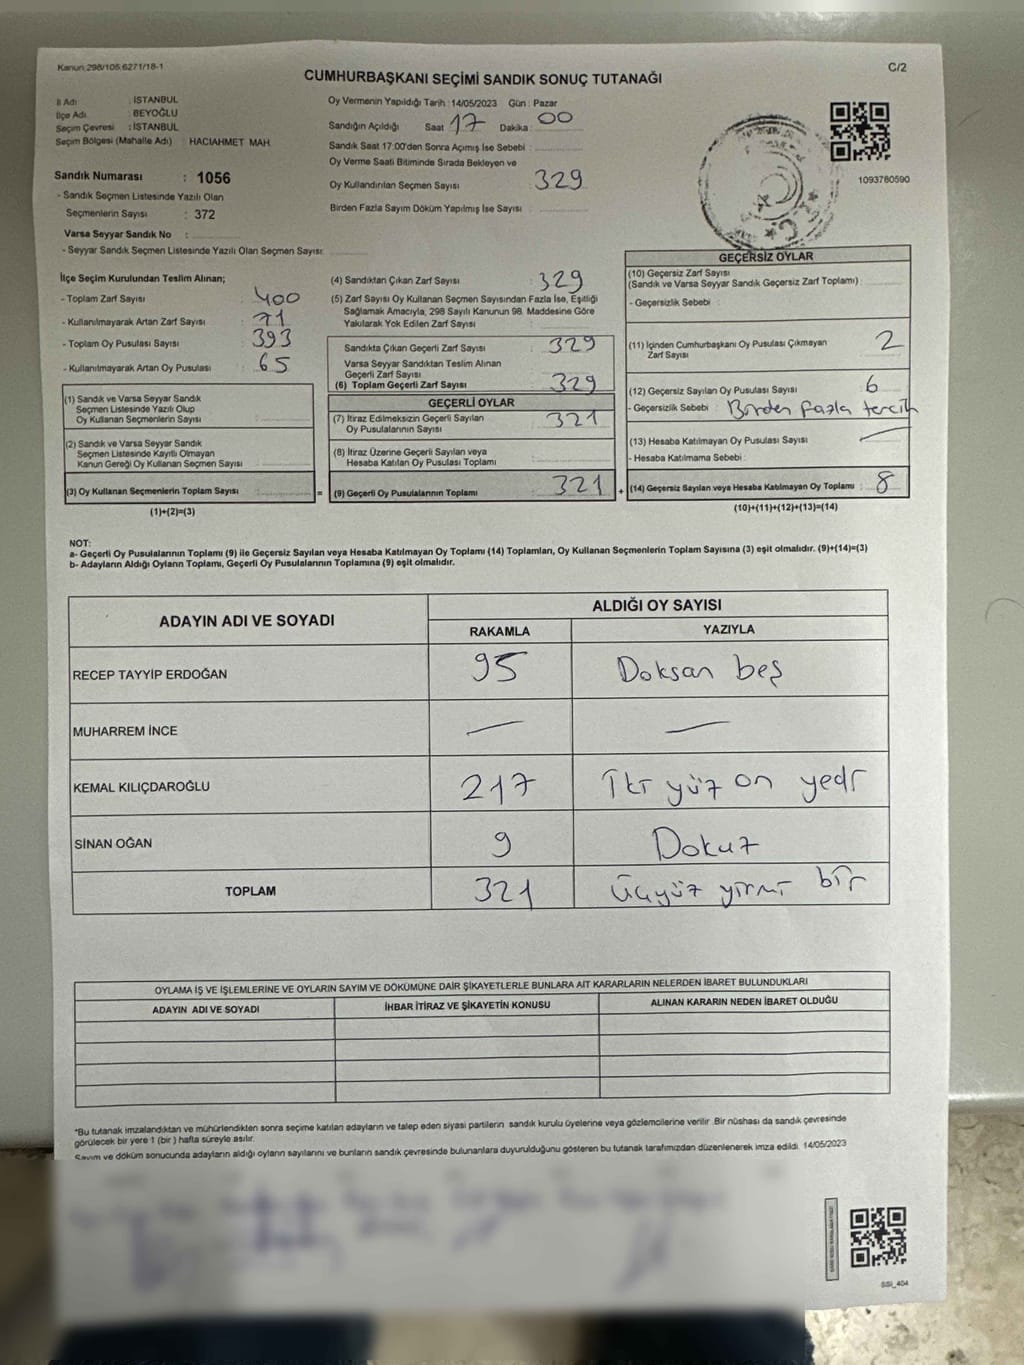 Kanun 298/105 6271/18-1
C/2
CUMHURBAŞKANI SEÇİMİ SANDIK SONUÇ TUTANAĞI
İl Adı : İSTANBUL
İlçe Adı : BEYOĞLU
Seçim Çevresi : İSTANBUL
Seçim Bölgesi (Mahalle Adı) : HACIAHMET MAH.
Sandık Numarası : 1056
- Sandık Seçmen Listesinde Yazılı Olan
Seçmenlerin Sayısı : 372
Varsa Seyyar Sandık No :
- Seyyar Sandık Seçmen Listesinde Yazılı Olan Seçmen Sayısı:
Oy Vermenin Yapıldığı Tarih : 14/05/2023 Gün : Pazar
Sandığın Açıldığı Saat 17 Dakika : 00
Sandık Saat 17:00'den Sonra Açımış İse Sebebi :
Oy Verme Saati Bitiminde Sırada Bekleyen ve
Oy Kullandırılan Seçmen Sayısı : 329
Birden Fazla Sayım Döküm Yapılmış İse Sayısı :
1093780590
İlçe Seçim Kurulundan Teslim Alınan;
- Toplam Zarf Sayısı : 400
- Kullanılmayarak Artan Zarf Sayısı : 71
- Toplam Oy Pusulası Sayısı : 393
- Kullanılmayarak Artan Oy Pusulası : 65
(1) Sandık ve Varsa Seyyar Sandık
Seçmen Listesinde Yazılı Olup
Oy Kullanan Seçmenlerin Sayısı :
(2) Sandık ve Varsa Seyyar Sandık
Seçmen Listesinde Kayıtlı Olmayan
Kanun Gereği Oy Kullanan Seçmen Sayısı :
(3) Oy Kullanan Seçmenlerin Toplam Sayısı : =
(1)+(2)=(3)
(4) Sandıktan Çıkan Zarf Sayısı : 329
(5) Zarf Sayısı Oy Kullanan Seçmen Sayısından Fazla İse, Eşitliği
Sağlamak Amacıyla, 298 Sayılı Kanunun 98. Maddesine Göre
Yakılarak Yok Edilen Zarf Sayısı :
Sandıkta Çıkan Geçerli Zarf Sayısı : 329
Varsa Seyyar Sandıktan Teslim Alınan
Geçerli Zarf Sayısı
(6) Toplam Geçerli Zarf Sayısı : 329
GEÇERLİ OYLAR
(7) İtiraz Edilmeksizin Geçerli Sayılan
Oy Pusulalarının Sayısı : 321
(8) İtiraz Üzerine Geçerli Sayılan veya
Hesaba Katılan Oy Pusulası Toplamı :
(9) Geçerli Oy Pusulalarının Toplamı : 321 +
GEÇERSİZ OYLAR
(10) Geçersiz Zarf Sayısı
(Sandık ve Varsa Seyyar Sandık Geçersiz Zarf Toplamı) :
- Geçersizlik Sebebi :
(11) İçinden Cumhurbaşkanı Oy Pusulası Çıkmayan
Zarf Sayısı : 2
(12) Geçersiz Sayılan Oy Pusulası Sayısı : 6
- Geçersizlik Sebebi : Birden fazla tercih
(13) Hesaba Katılmayan Oy Pusulası Sayısı : —
- Hesaba Katılmama Sebebi :
(14) Geçersiz Sayılan veya Hesaba Katılmayan Oy Toplamı : 8
(10)+(11)+(12)+(13)=(14)
NOT:
a- Geçerli Oy Pusulalarının Toplamı (9) ile Geçersiz Sayılan veya Hesaba Katılmayan Oy Toplamı (14) Toplamları, Oy Kullanan Seçmenlerin Toplam Sayısına (3) eşit olmalıdır. (9)+(14)=(3)
b- Adayların Aldığı Oyların Toplamı, Geçerli Oy Pusulalarının Toplamına (9) eşit olmalıdır.
ADAYIN ADI VE SOYADI
ALDIĞI OY SAYISI
RAKAMLA YAZIYLA
RECEP TAYYİP ERDOĞAN 95 Doksan beş
MUHARREM İNCE — —
KEMAL KILIÇDAROĞLU 217 İki yüz on yedi
SİNAN OĞAN 9 Dokuz
TOPLAM 321 Üçyüz yirmi bir
OYLAMA İŞ VE İŞLEMLERİNE VE OYLARIN SAYIM VE DÖKÜMÜNE DAİR ŞİKAYETLERLE BUNLARA AİT KARARLARIN NELERDEN İBARET BULUNDUKLARI
ADAYIN ADI VE SOYADI İHBAR İTİRAZ VE ŞİKAYETİN KONUSU ALINAN KARARIN NEDEN İBARET OLDUĞU
*Bu tutanak imzalandıktan ve mühürlendikten sonra seçime katılan adayların ve talep eden siyasi partilerin sandık kurulu üyelerine veya gözlemcilerine verilir. Bir nüshası da sandık çevresinde
görülecek bir yere 1 (bir ) hafta süreyle asılır.
Sayım ve döküm sonucunda adayların aldığı oyların sayılarını ve bunların sandık çevresinde bulunanlara duyurulduğunu gösteren bu tutanak tarafımızdan düzenlenerek imza edildi. 14/05/2023
SSI_404